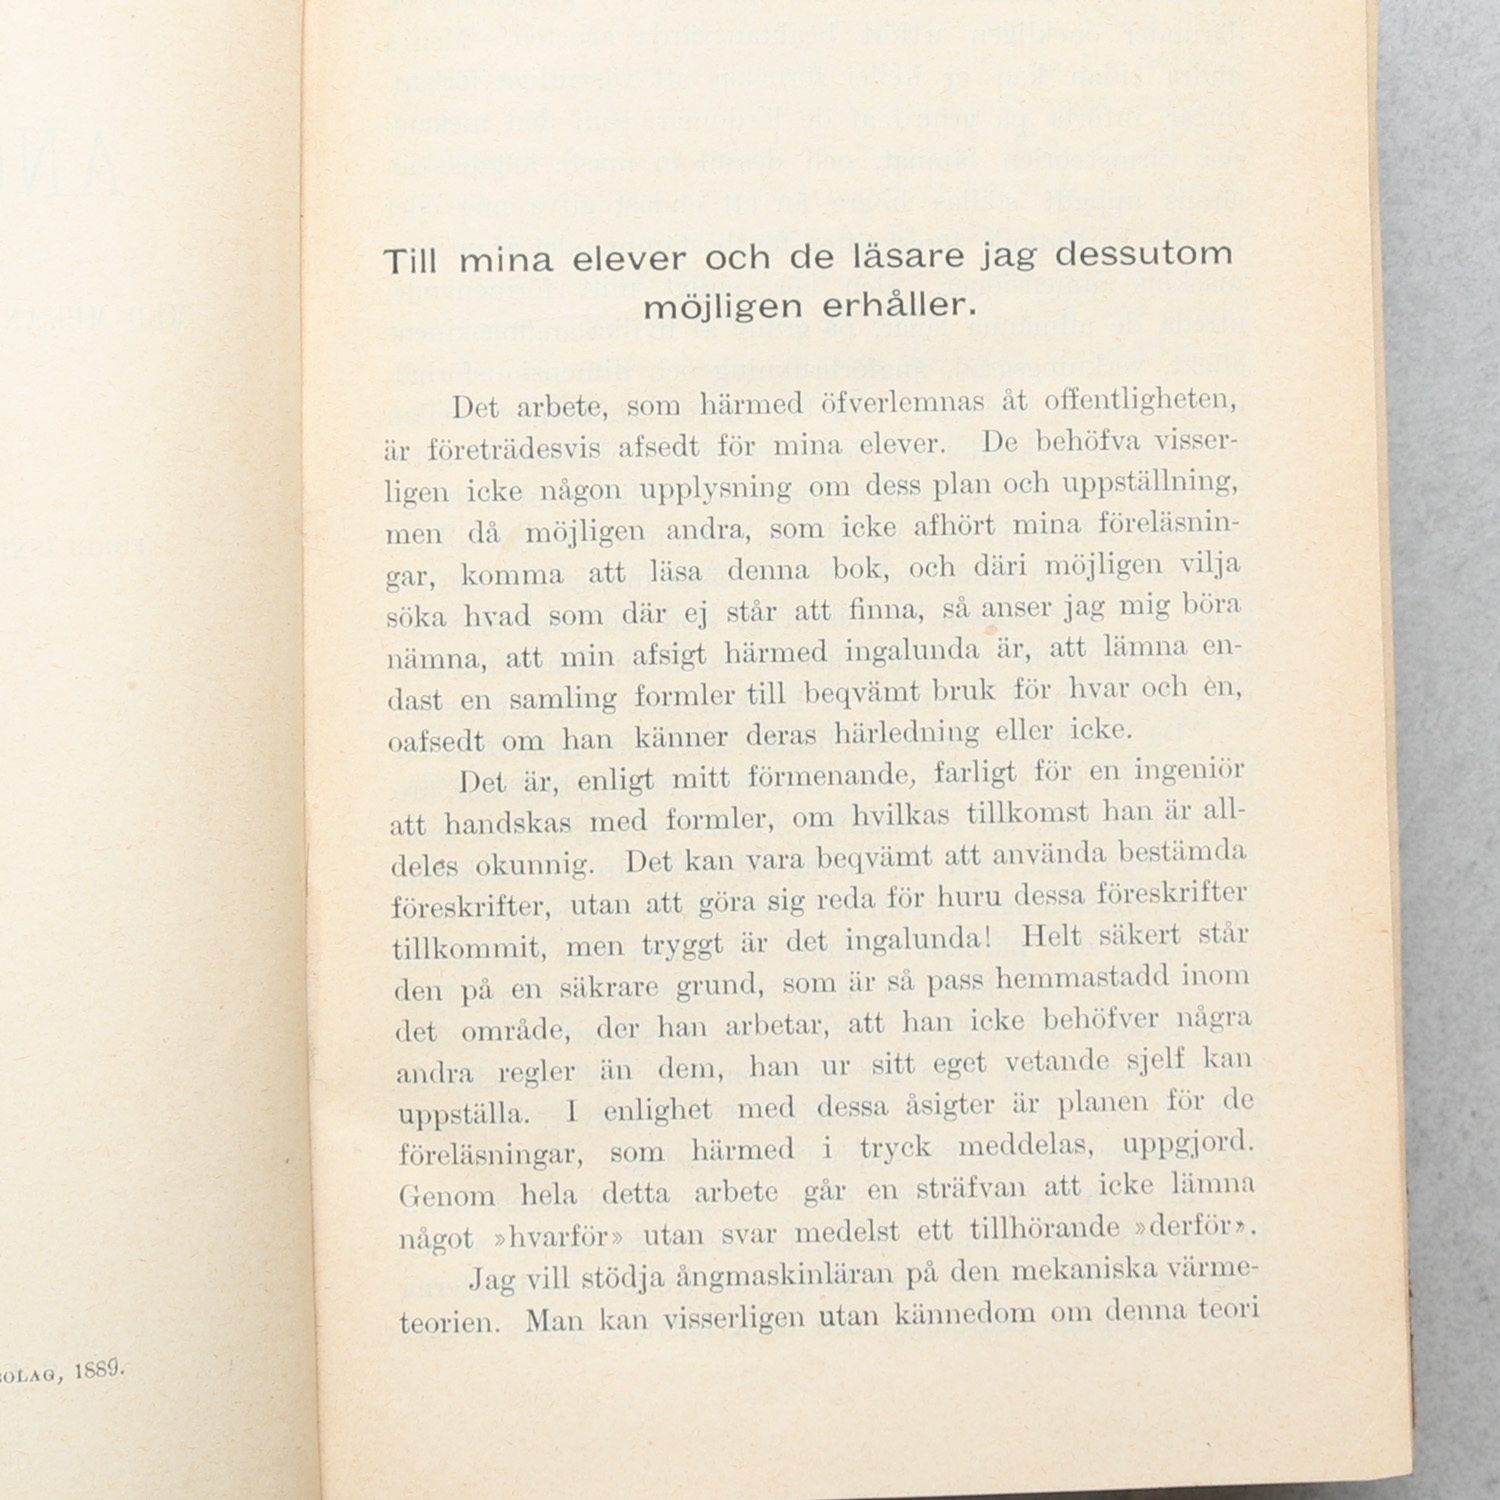 Till mina elever och de läsare jag dessutom
möjligen erhåller.
Det arbete, som härmed öfverlemnas åt offentligheten,
är företrädesvis afsedt för mina elever. De behöfva visser-
ligen icke någon upplysning om dess plan och uppställning,
men då möjligen andra, som icke afhört mina föreläsnin-
gar, komma att läsa denna bok, och däri möjligen vilja
söka hvad som där ej står att finna, så anser jag mig böra
nämna, att min afsigt härmed ingalunda är, att lämna en-
dast en samling formler till beqvämt bruk för hvar och en,
oafsedt om han känner deras härledning eller icke.
Det är, enligt mitt förmenande, farligt för en ingeniör
att handskas med formler, om hvilkas tillkomst han är all-
deles okunnig. Det kan vara beqvämt att använda bestämda
föreskrifter, utan att göra sig reda för huru dessa föreskrifter
tillkommit, men tryggt är det ingalunda! Helt säkert står
den på en säkrare grund, som är så pass hemmastadd inom
det område, der han arbetar, att han icke behöfver några
andra regler än dem, han ur sitt eget vetande sjelf kan
uppställa. I enlighet med dessa åsigter är planen för de
föreläsningar, som härmed i tryck meddelas, uppgjord.
Genom hela detta arbete går en sträfvan att icke lämna
något »hvarför» utan svar medelst ett tillhörande »derför».
Jag vill stödja ångmaskinläran på den mekaniska värme-
teorien. Man kan visserligen utan kännedom om denna teori
OLAG, 1889.